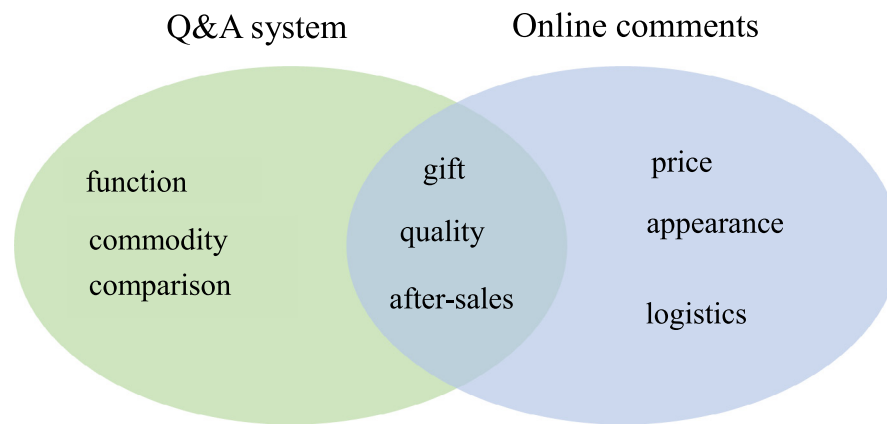 Q&A system
Online comments
function
commodity
comparison
gift
quality
after-sales
price
appearance
logistics